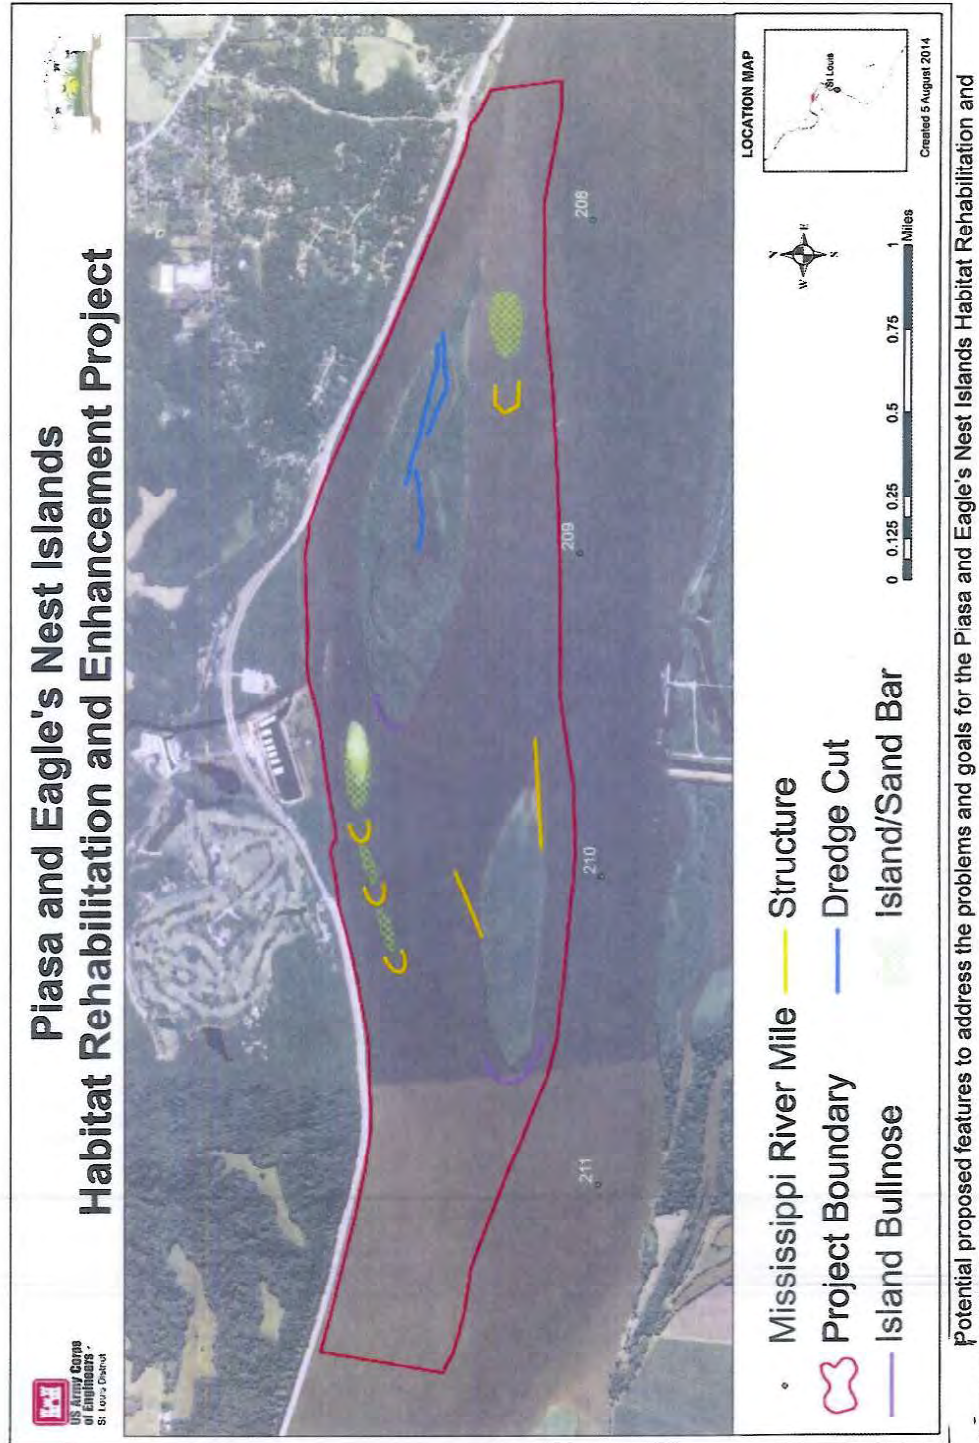 US Army Corps
of Engineers
St. Louis District
Piasa and Eagle's Nest Islands
Habitat Rehabilitation and Enhancement Project
211
210
209
208
Mississippi River Mile
Structure
Project Boundary
Dredge Cut
Island Bullnose
Island/Sand Bar
N
W
E
S
0 0.125 0.25 0.5 0.75 1
Miles
LOCATION MAP
St Louis
Created 5 August 2014
Potential proposed features to address the problems and goals for the Piasa and Eagle's Nest Islands Habitat Rehabilitation and